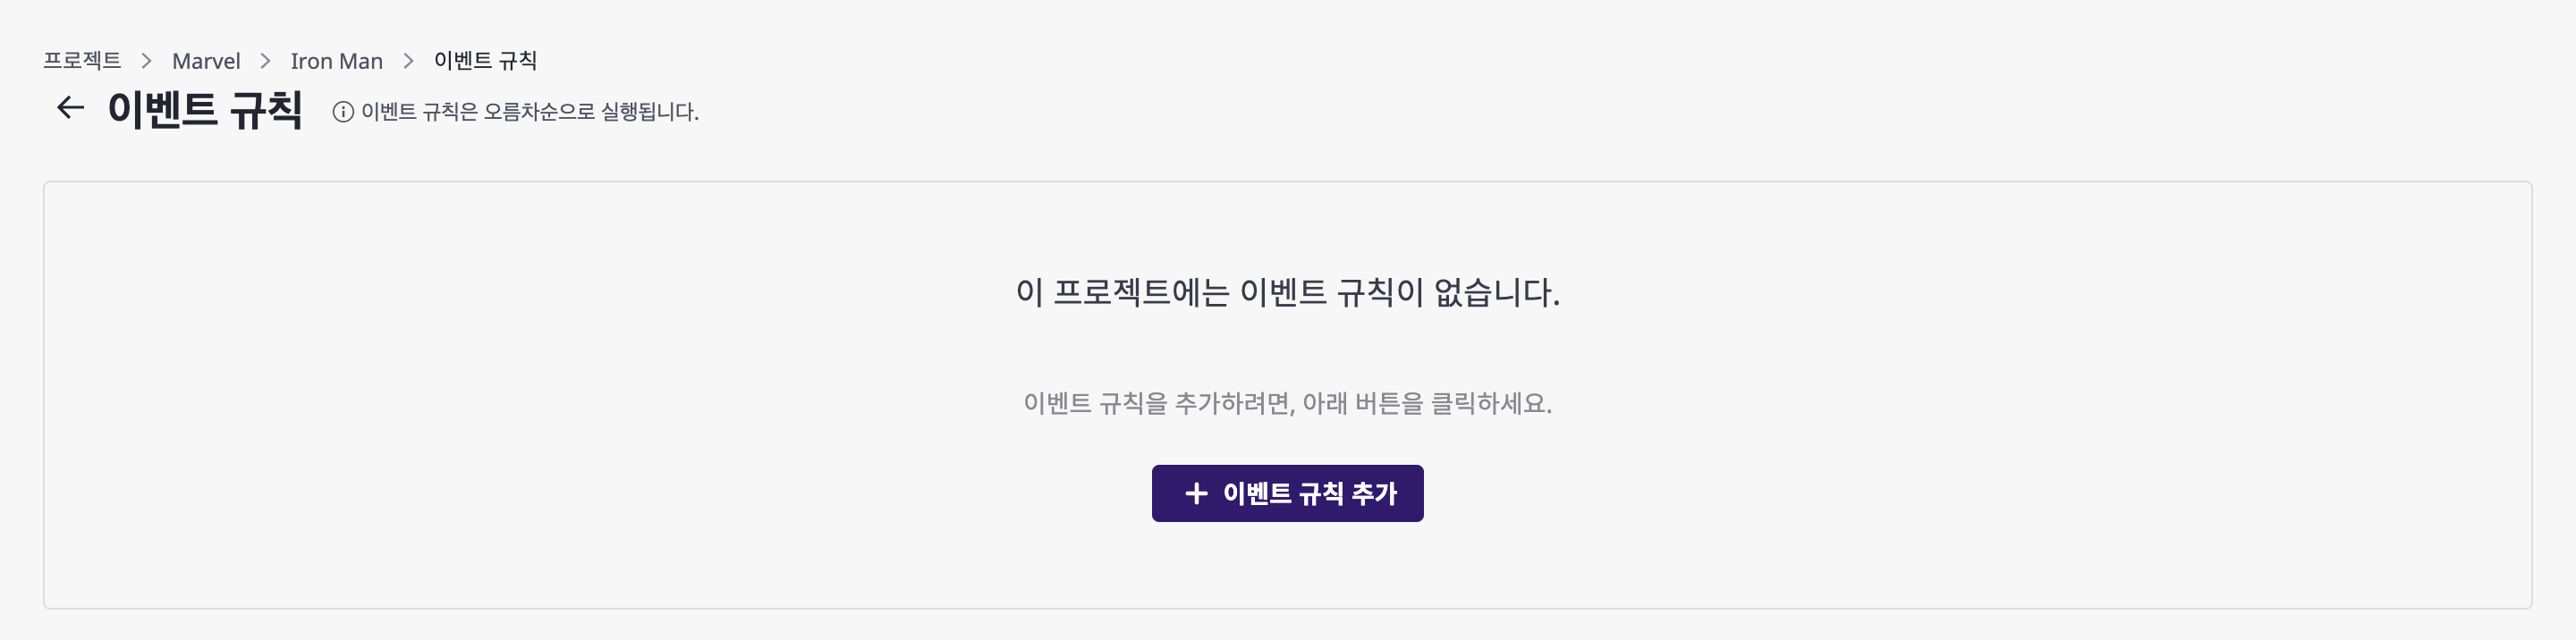 프로젝트 > Marvel > Iron Man > 이벤트 규칙
이벤트 규칙 이벤트 규칙은 오름차순으로 실행됩니다.
이 프로젝트에는 이벤트 규칙이 없습니다.
이벤트 규칙을 추가하려면, 아래 버튼을 클릭하세요.
+ 이벤트 규칙 추가